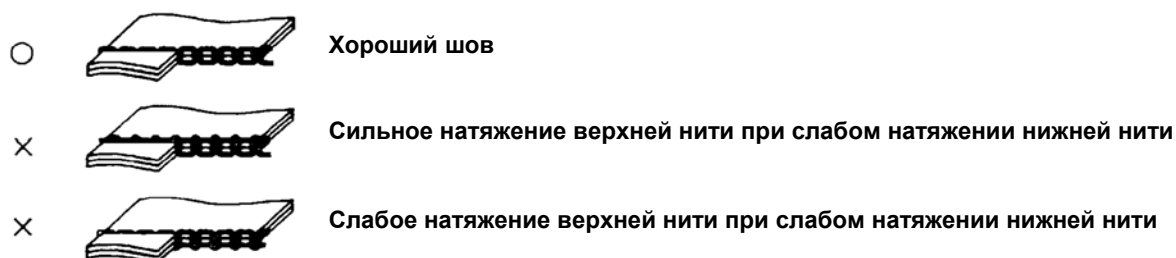 Хороший шов
Сильное натяжение верхней нити при слабом натяжении нижней нити
Слабое натяжение верхней нити при слабом натяжении нижней нити